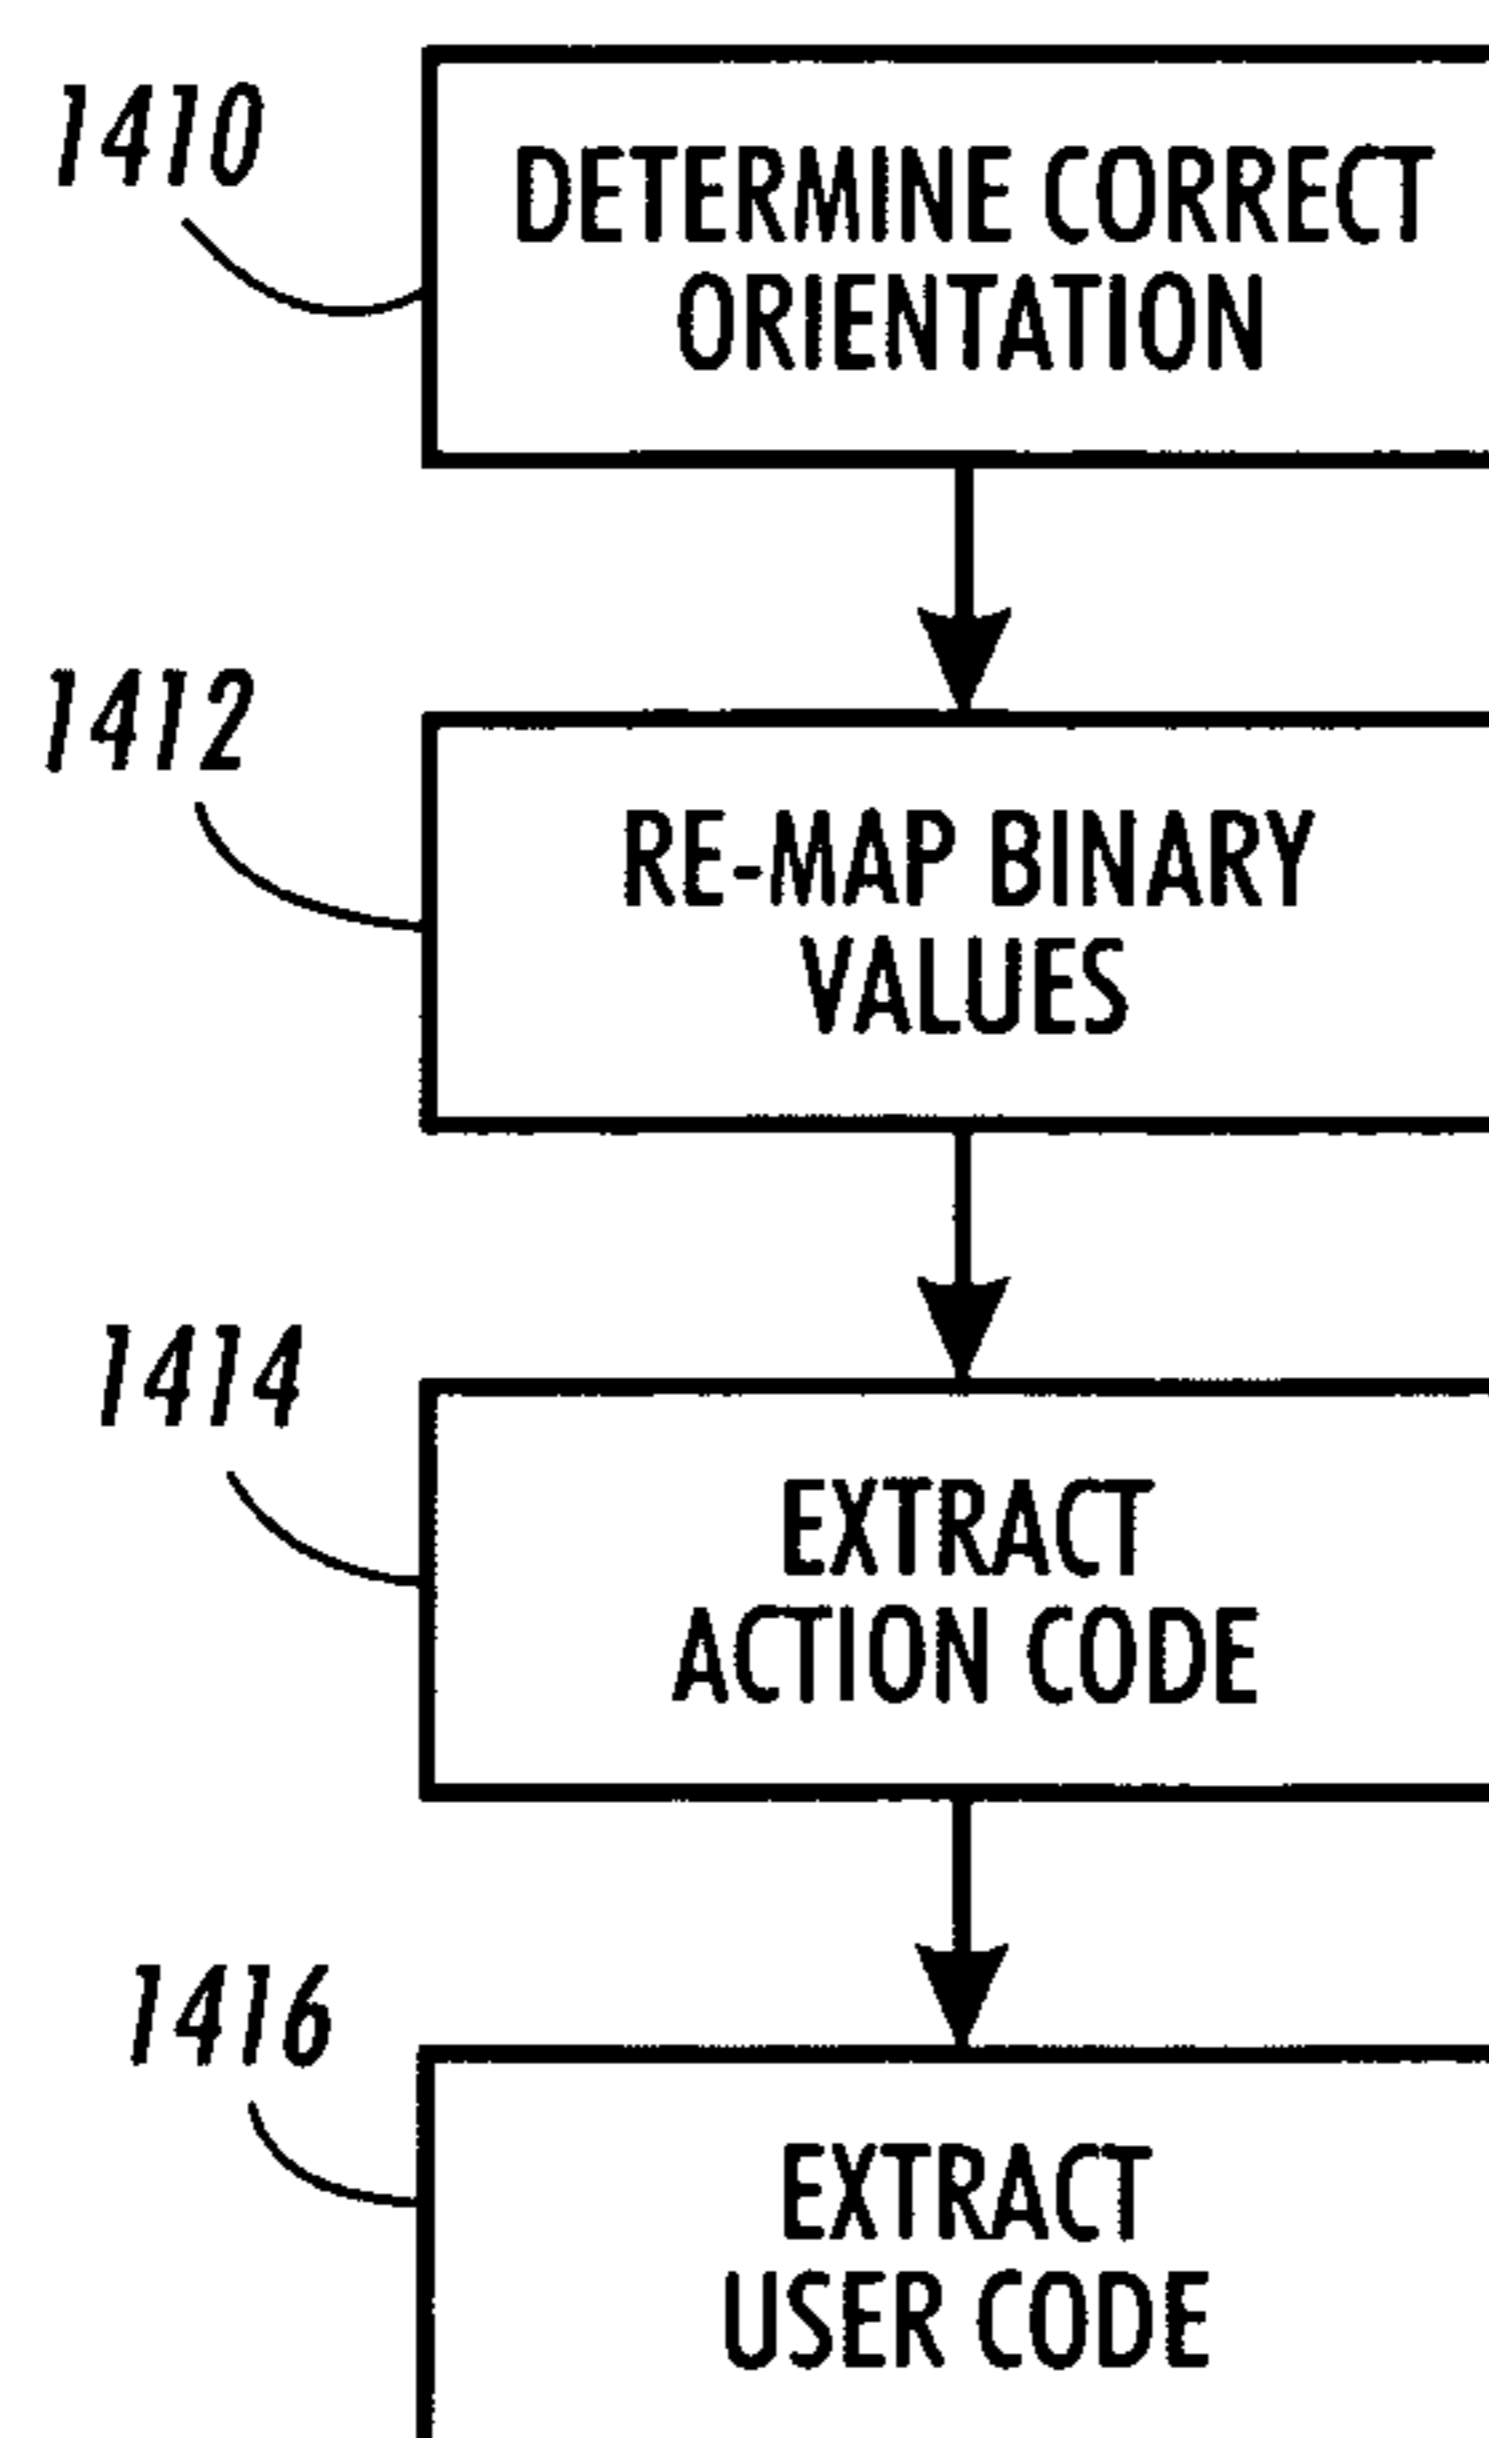 1410
DETERMINE CORRECT
ORIENTATION
1412
RE-MAP BINARY
VALUES
1414
EXTRACT
ACTION CODE
1416
EXTRACT
USER CODE